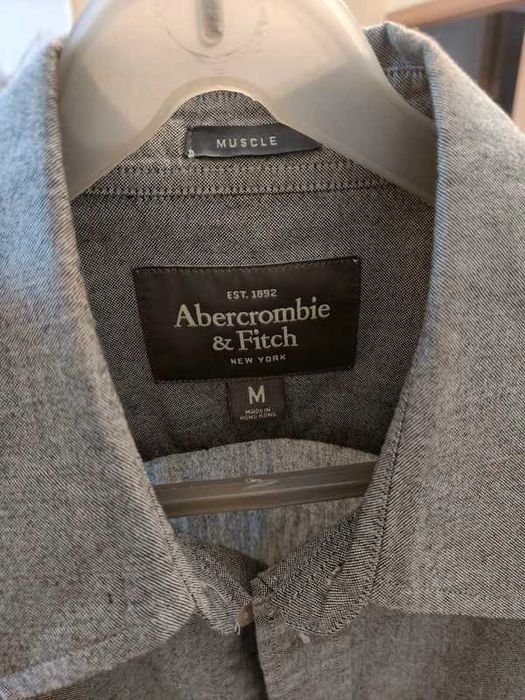 MUSCLE
EST. 1892
Abercrombie
& Fitch
NEW YORK
M
MADE IN
HONG KONG